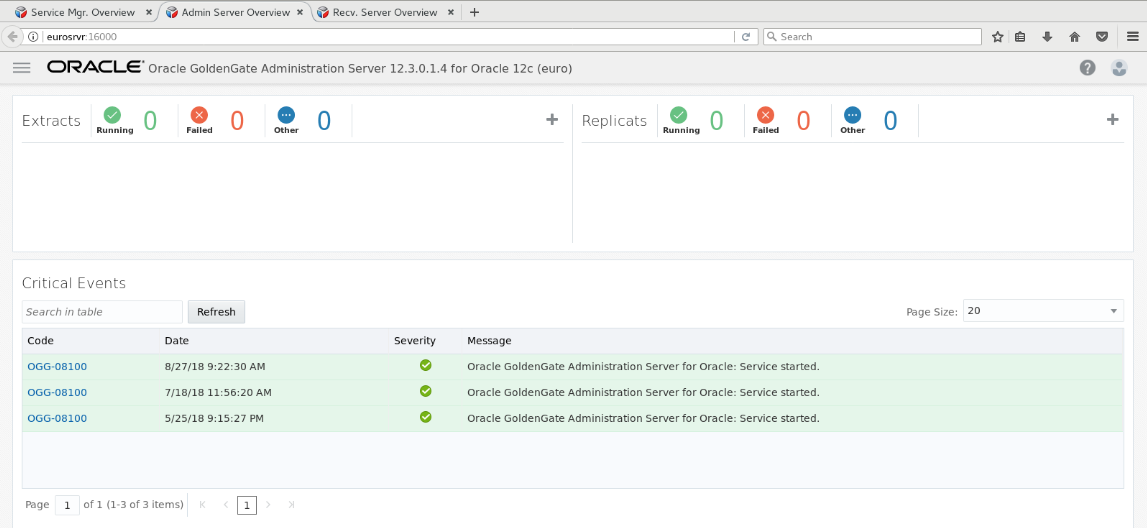 Service Mgr. Overview Admin Server Overview Recv. Server Overview
eurosrvr:16000 Search
ORACLE Oracle GoldenGate Administration Server 12.3.0.1.4 for Oracle 12c (euro)
Extracts Running 0 Failed 0 Other 0 Replicats Running 0 Failed 0 Other 0
Critical Events
Search in table Refresh Page Size: 20
Code Date Severity Message
OGG-08100 8/27/18 9:22:30 AM Oracle GoldenGate Administration Server for Oracle: Service started.
OGG-08100 7/18/18 11:56:20 AM Oracle GoldenGate Administration Server for Oracle: Service started.
OGG-08100 5/25/18 9:15:27 PM Oracle GoldenGate Administration Server for Oracle: Service started.
Page 1 of 1 (1-3 of 3 items) 1